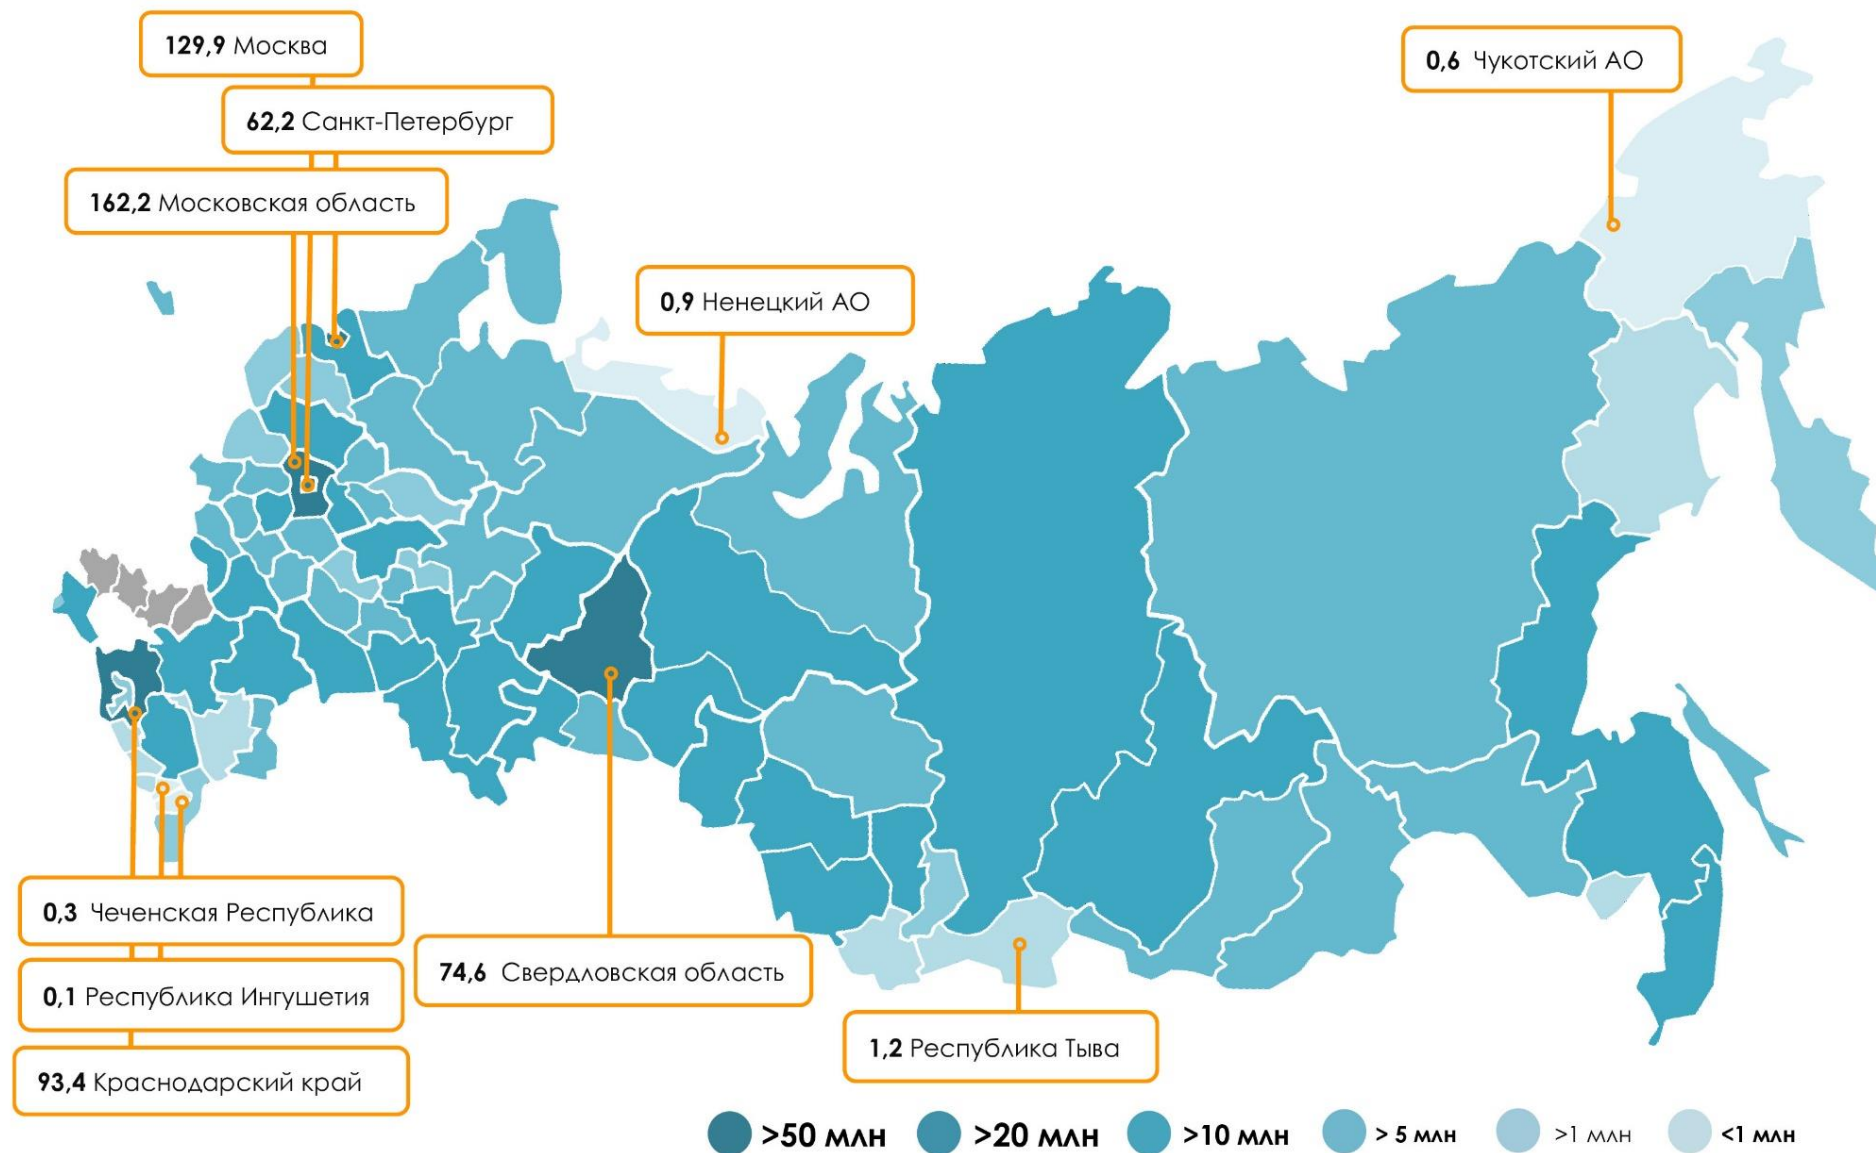 129,9 Москва
0,6 Чукотский АО
62,2 Санкт-Петербург
162,2 Московская область
0,9 Ненецкий АО
0,3 Чеченская Республика
74,6 Свердловская область
0,1 Республика Ингушетия
1,2 Республика Тыва
93,4 Краснодарский край
>50 млн >20 млн >10 млн > 5 млн >1 млн <1 млн